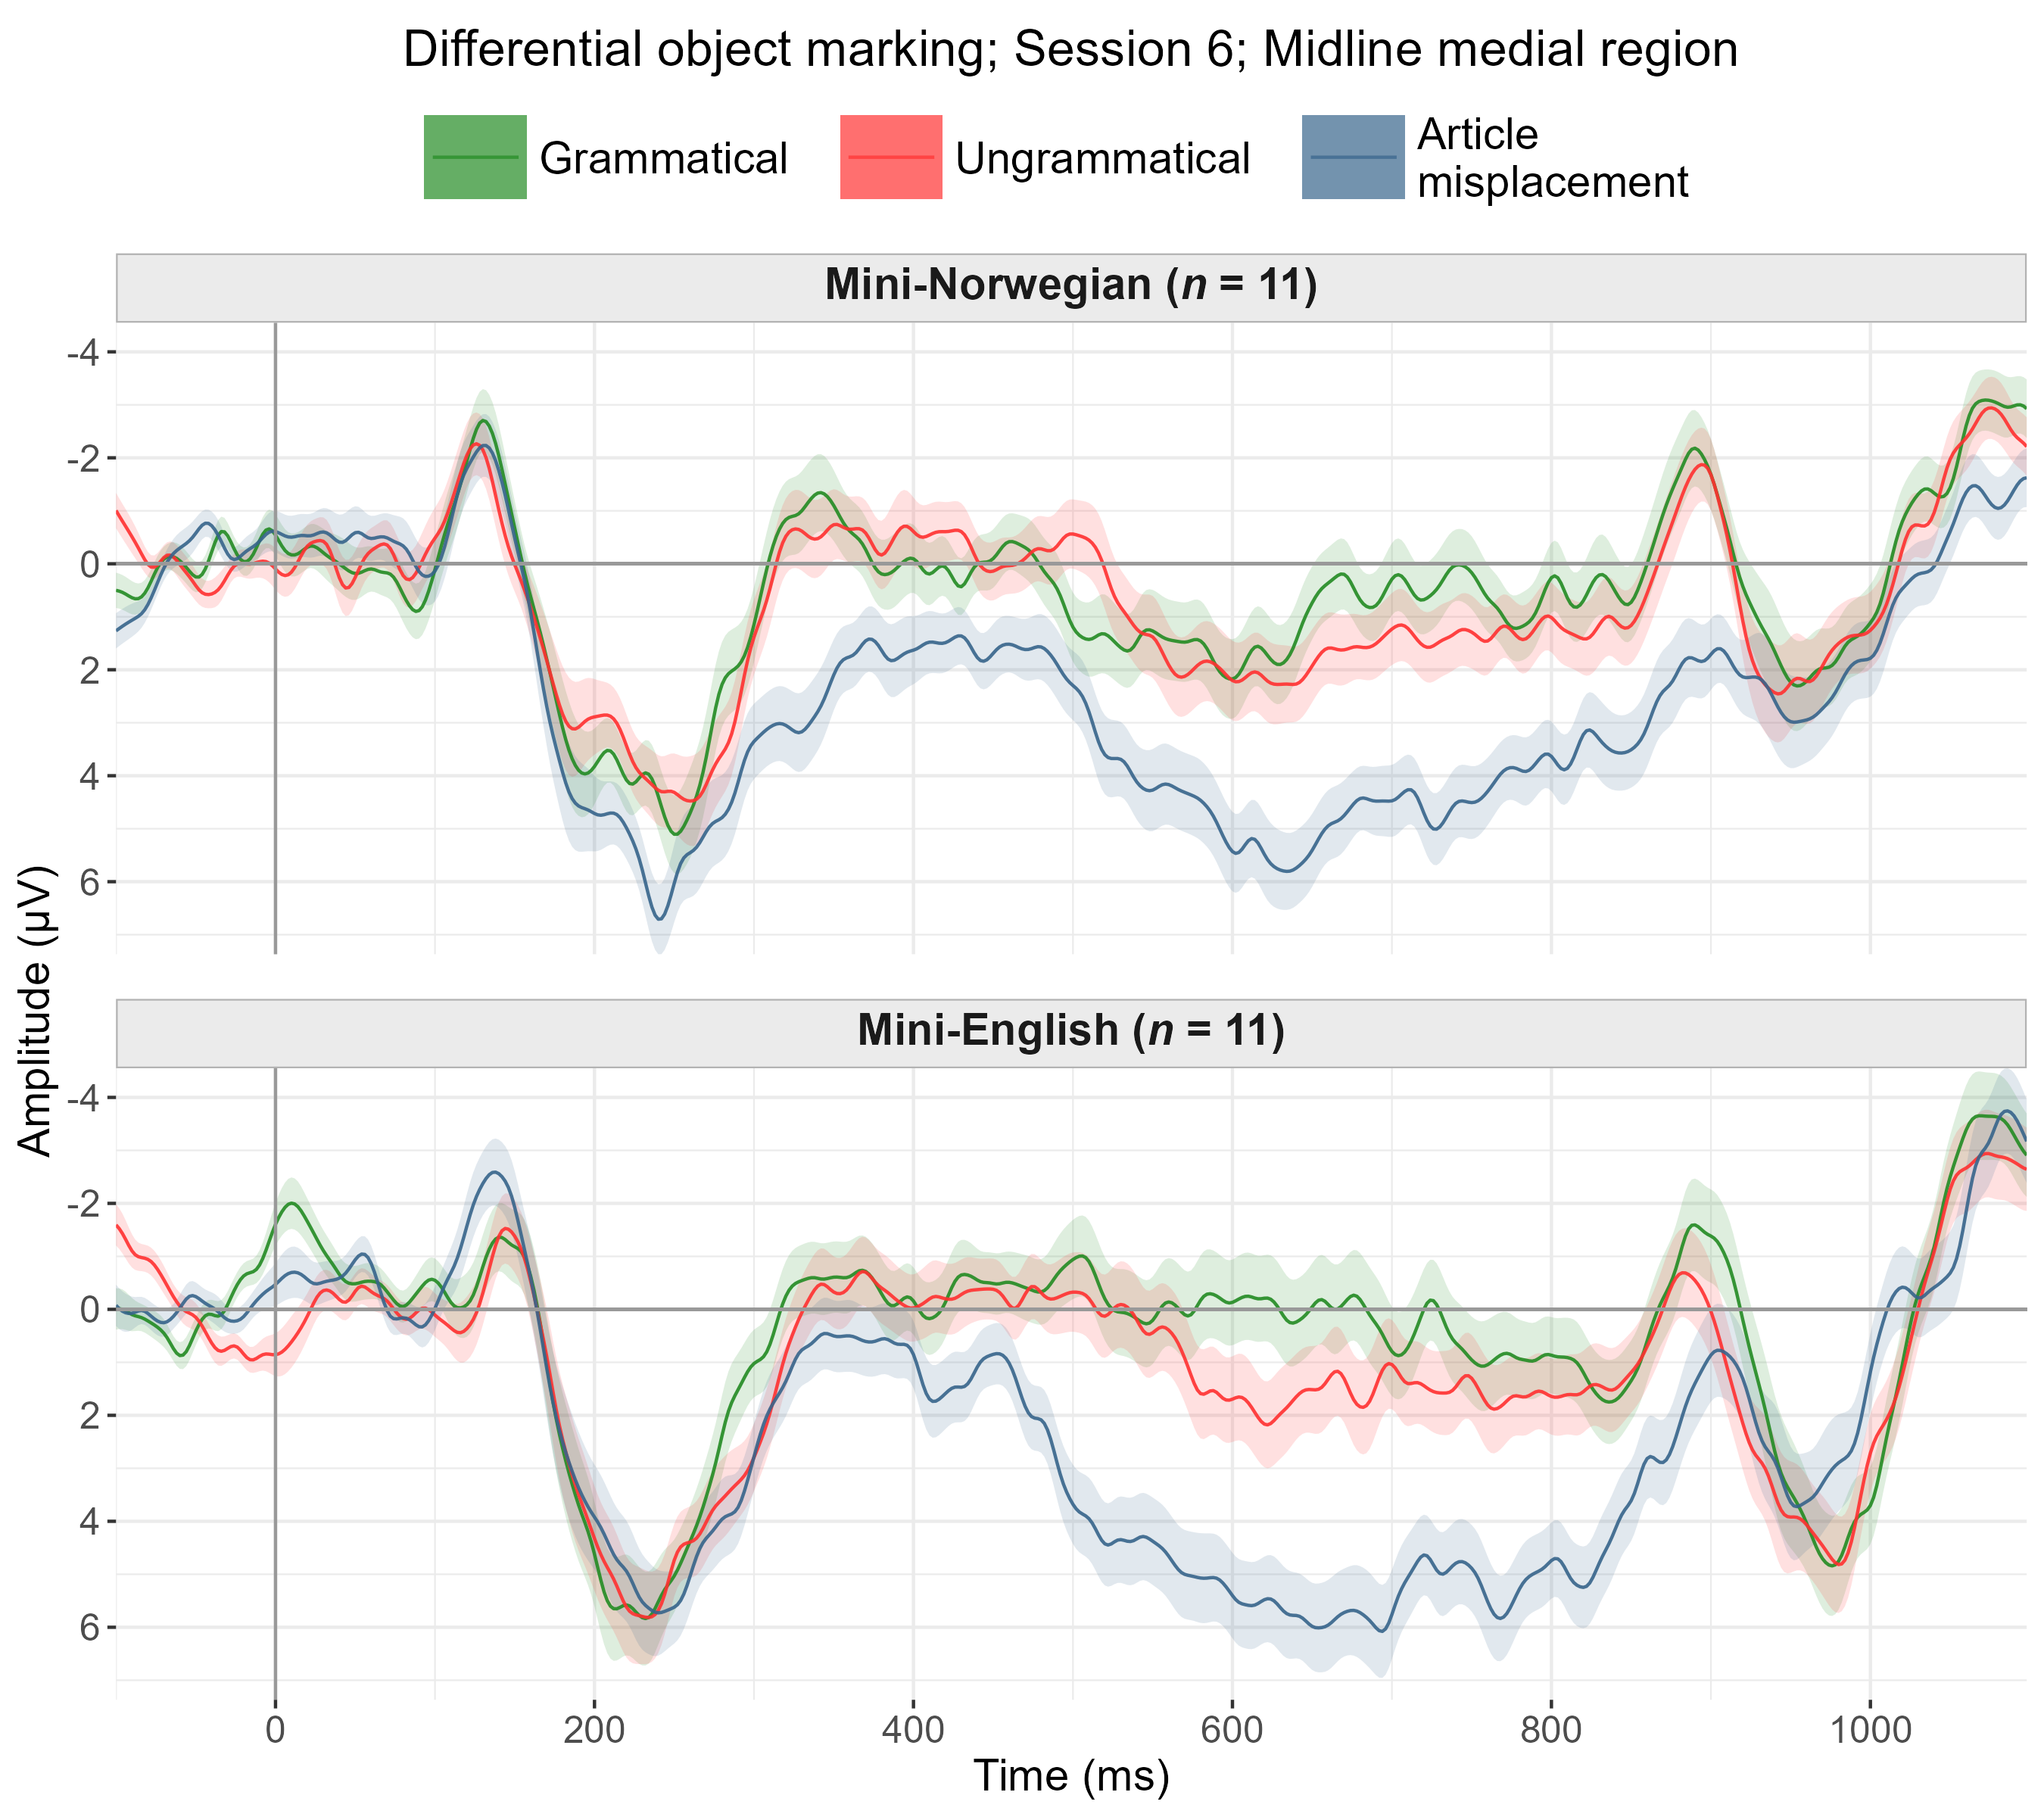 Differential object marking; Session 6; Midline medial region
Grammatical
Ungrammatical
Article
misplacement
Mini-Norwegian (n = 11)
-4
-2
0
2
4
6
Mini-English (n = 11)
-4
-2
0
2
4
6
Amplitude (µV)
0 200 400 600 800 1000
Time (ms)